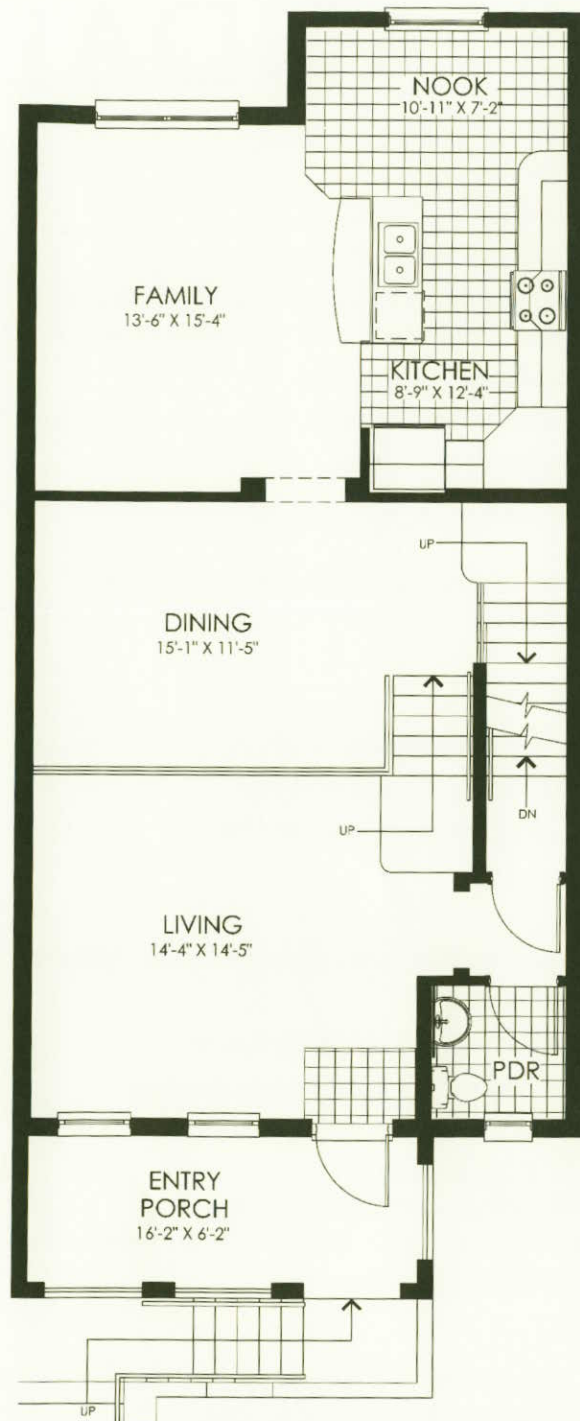 NOOK
10'-11" X 7'-2"
FAMILY
13'-6" X 15'-4"
KITCHEN
8'-9" X 12'-4"
UP
DINING
15'-1" X 11'-5"
UP
DN
LIVING
14'-4" X 14'-5"
PDR
ENTRY
PORCH
16'-2" X 6'-2"
UP